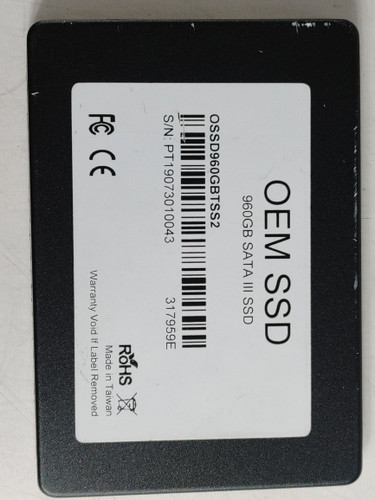 OEM SSD
960GB SATA III SSD
OSSD960GBTSS2
S/N: PT19073010043
317959E
FC CE
RoHS
Made in Taiwan
Warranty Void If Label Removed